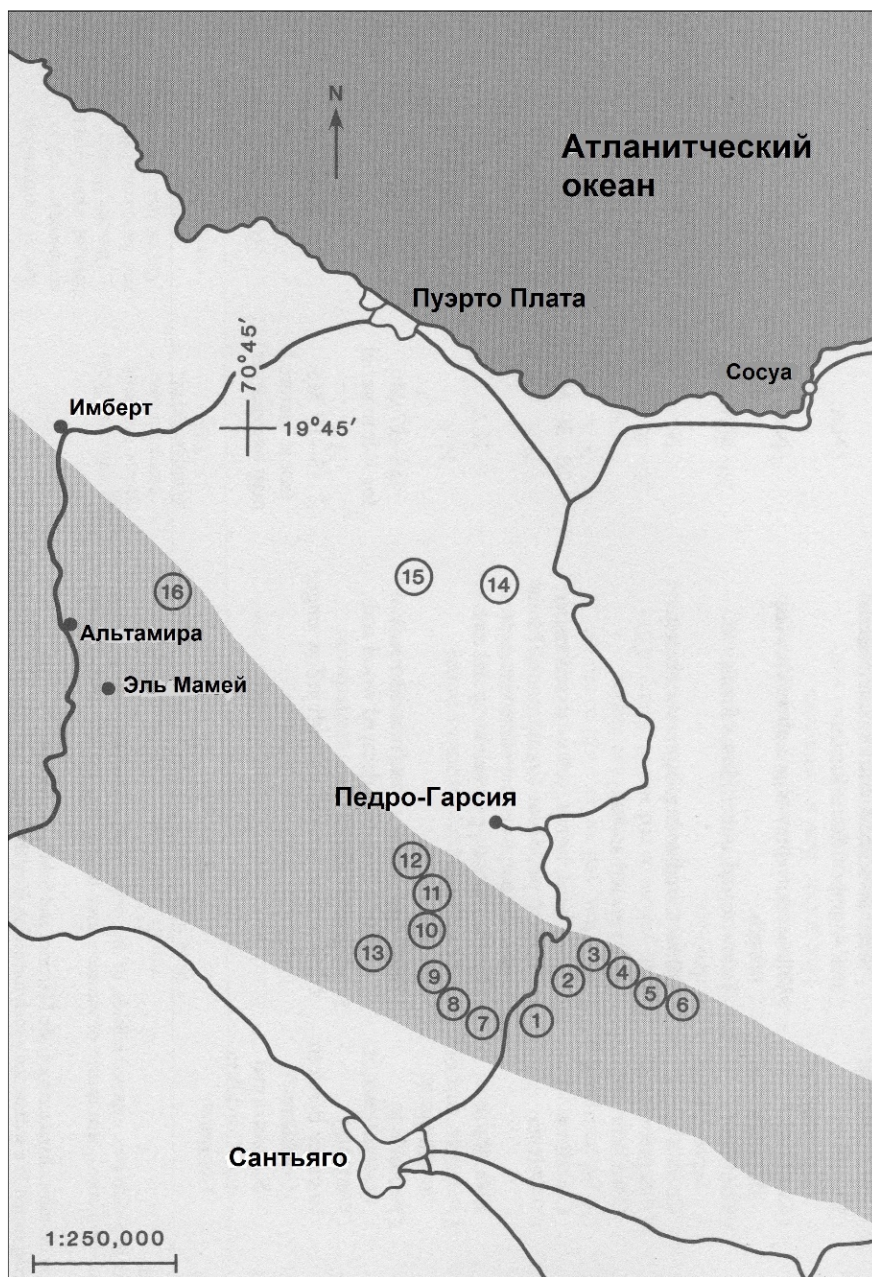 N
Атланитческий
океан
Пуэрто Плата
70°45′
Сосуа
Имберт
19°45′
15
14
16
Альтамира
Эль Мамей
Педро-Гарсия
12
11
10
13
3
4
2
9
5
6
8
7
1
Сантьяго
1:250,000